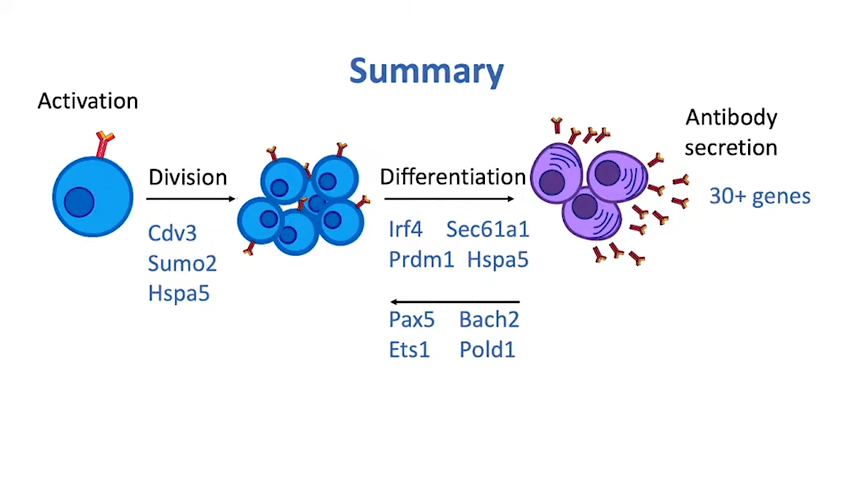 Summary
Activation
Antibody
secretion
Division
Differentiation
30+ genes
Cdv3
Sumo2
Hspa5
Irf4 Sec61a1
Prdm1 Hspa5
Pax5 Bach2
Ets1 Pold1